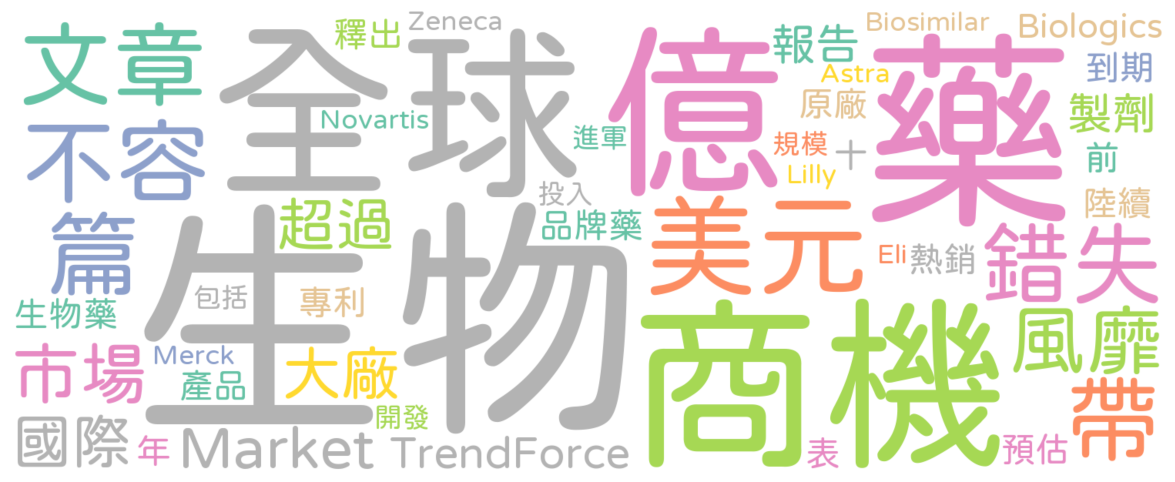 文章
全球
釋出
Zeneca
億
報告
Biosimilar
Biologics
Astra
到期
藥
原廠
製劑
不容
Novartis
進軍
規模
+
Lilly
前
投入
陸續
篇
超過
品牌藥
美元
錯失
Eli
熱銷
生物
包括
專利
生物藥
商機
風靡
市場
Merck
產品
大廠
帶
開發
國際
年
Market
TrendForce
表
預估